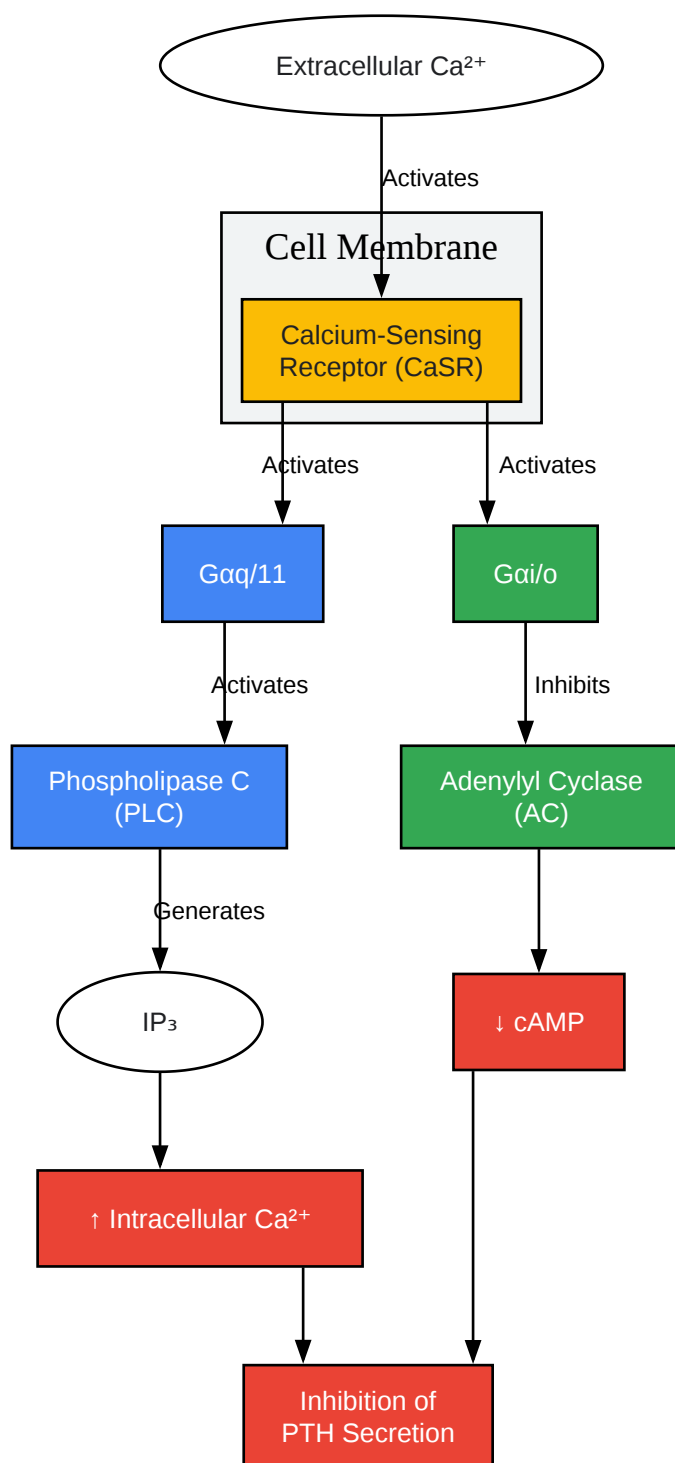 Extracellular Ca²⁺
Activates
Cell Membrane
Calcium-Sensing
Receptor (CaSR)
Activates
Activates
Gαq/11
Gαi/o
Activates
Inhibits
Phospholipase C
(PLC)
Adenylyl Cyclase
(AC)
Generates
IP₃
↓ cAMP
↑ Intracellular Ca²⁺
Inhibition of
PTH Secretion